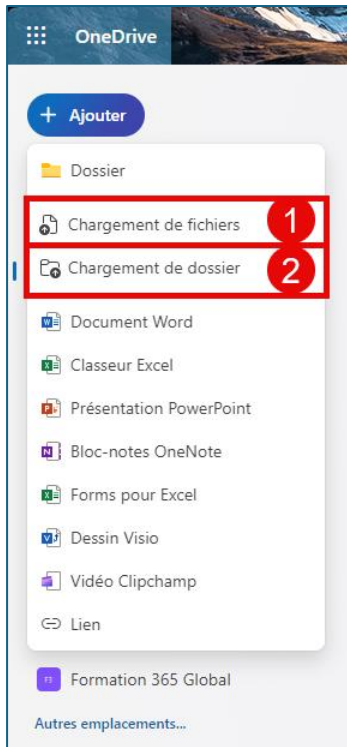 OneDrive
+ Ajouter
Dossier
Chargement de fichiers 1
Chargement de dossier 2
Document Word
Classeur Excel
Présentation PowerPoint
Bloc-notes OneNote
Forms pour Excel
Dessin Visio
Vidéo Clipchamp
Lien
Formation 365 Global
Autres emplacements...